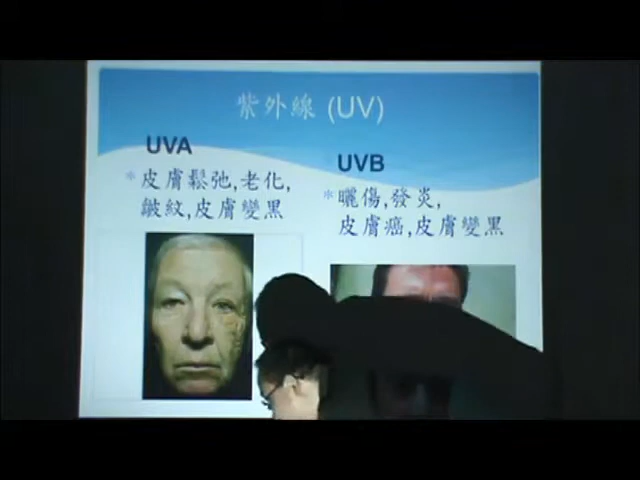 紫外線 (UV)
UVA
*皮膚鬆弛,老化,
皺紋,皮膚變黑
UVB
*曬傷,發炎,
皮膚癌,皮膚變黑